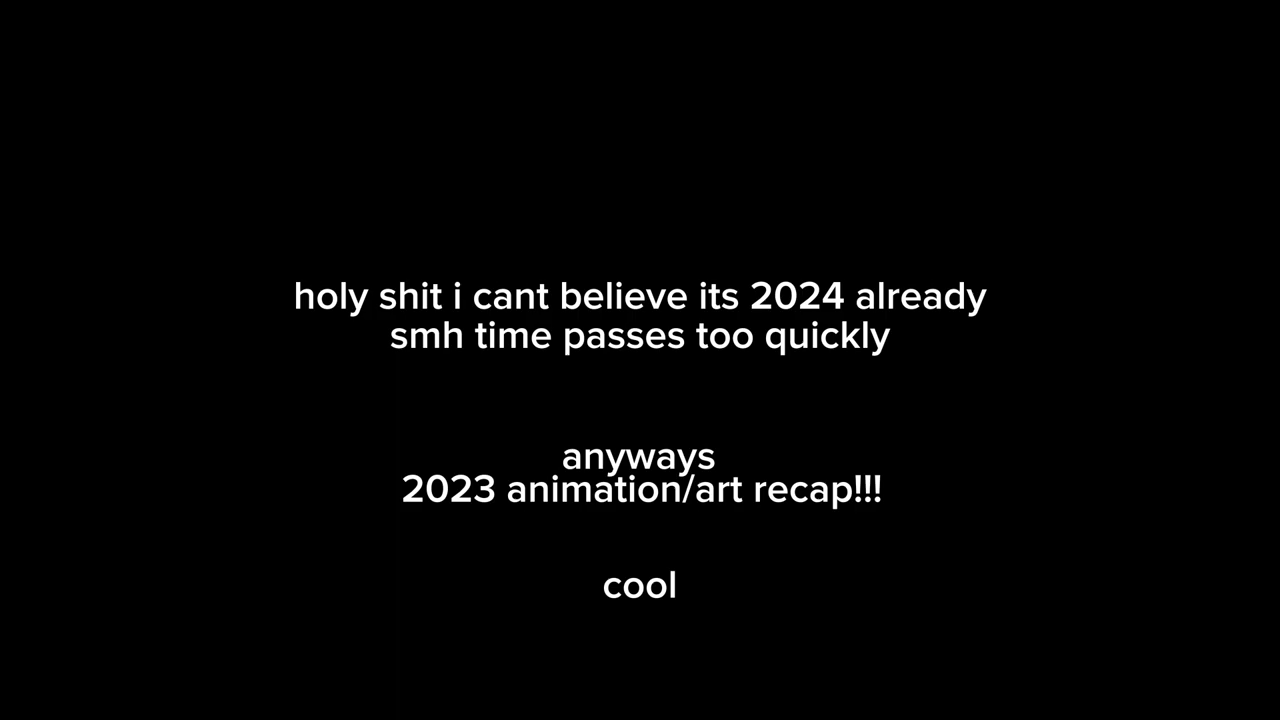 holy shit i cant believe its 2024 already
smh time passes too quickly
anyways
2023 animation/art recap!!!
cool